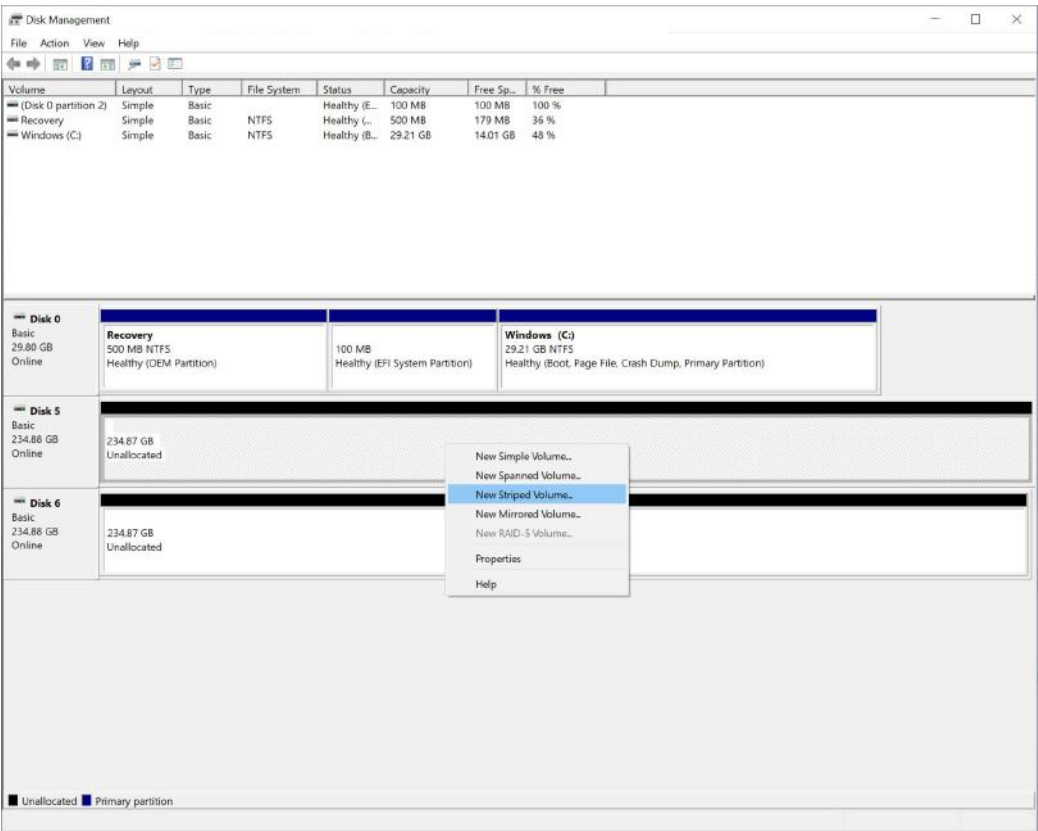 Disk Management
File Action View Help
Volume Layout Type File System Status Capacity Free Sp... % Free
(Disk 0 partition 2) Simple Basic Healthy (E... 100 MB 100 MB 100 %
Recovery Simple Basic NTFS Healthy (... 500 MB 179 MB 36 %
Windows (C:) Simple Basic NTFS Healthy (B... 29.21 GB 14.01 GB 48 %
Disk 0
Basic
29.80 GB
Online
Recovery
500 MB NTFS
Healthy (OEM Partition)
100 MB
Healthy (EFI System Partition)
Windows (C:)
29.21 GB NTFS
Healthy (Boot, Page File, Crash Dump, Primary Partition)
Disk 5
Basic
234.88 GB
Online
234.87 GB
Unallocated
New Simple Volume...
New Spanned Volume...
New Striped Volume...
New Mirrored Volume...
New RAID-5 Volume...
Properties
Help
Disk 6
Basic
234.88 GB
Online
234.87 GB
Unallocated
Unallocated Primary partition